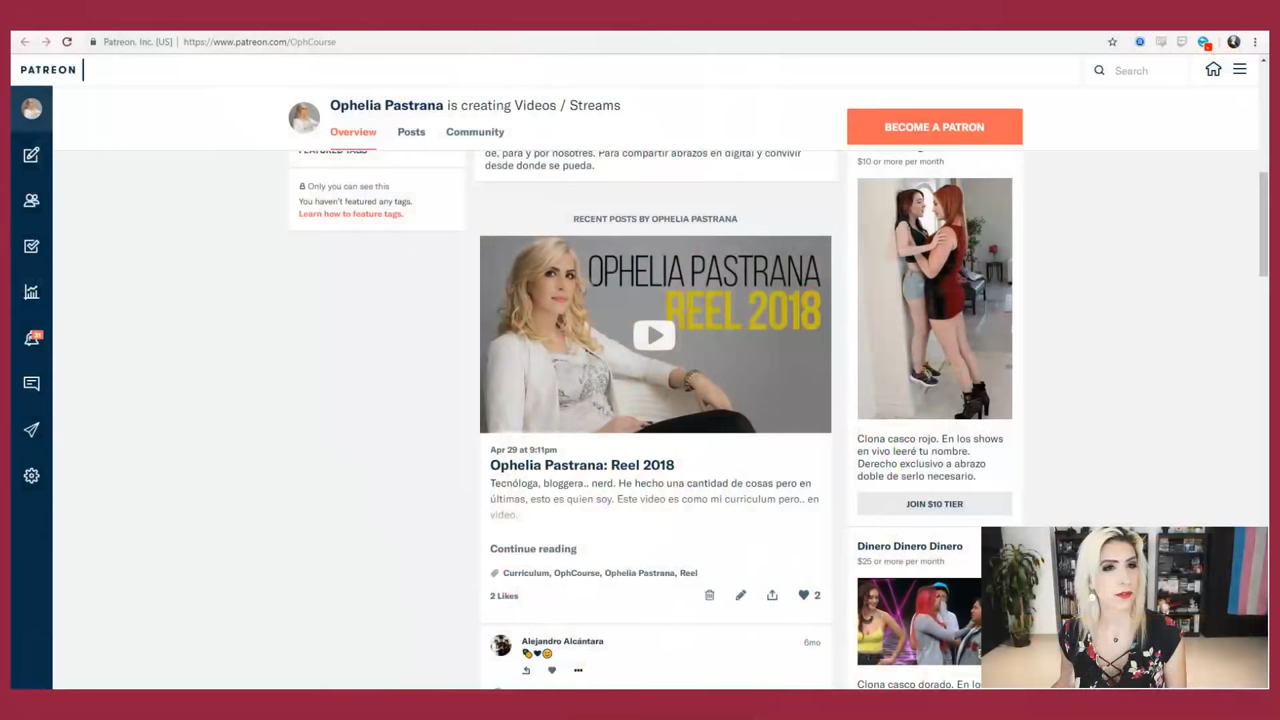 Patreon, Inc. [US] | https://www.patreon.com/OphCourse
PATREON
Search
Ophelia Pastrana is creating Videos / Streams
Overview
Posts
Community
BECOME A PATRON
FEATURED TAGS
Only you can see this
You haven't featured any tags.
Learn how to feature tags.
de, para y por nosotres. Para compartir abrazos en digital y convivir
desde donde se pueda.
RECENT POSTS BY OPHELIA PASTRANA
OPHELIA PASTRANA
REEL 2018
Apr 29 at 9:11pm
Ophelia Pastrana: Reel 2018
Tecnóloga, bloggera.. nerd. He hecho una cantidad de cosas pero en
últimas, esto es quien soy. Este video es como mi curriculum pero.. en
video.
Continue reading
Curriculum, OphCourse, Ophelia Pastrana, Reel
2 Likes
2
Alejandro Alcántara
6mo
$10 or more per month
Clona casco rojo. En los shows
en vivo leeré tu nombre.
Derecho exclusivo a abrazo
doble de serlo necesario.
JOIN $10 TIER
Dinero Dinero Dinero
$25 or more per month
Clona casco dorado. En los